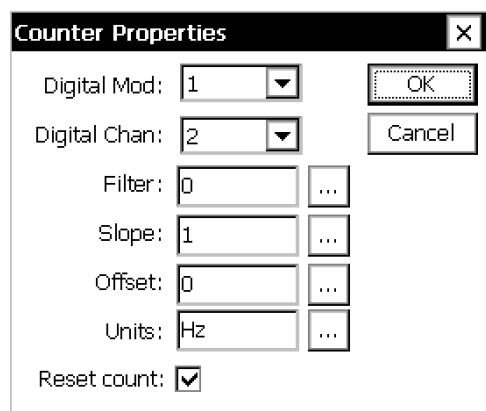 Counter Properties
Digital Mod: 1 OK
Digital Chan: 2 Cancel
Filter: 0 ...
Slope: 1 ...
Offset: 0 ...
Units: Hz ...
Reset count: